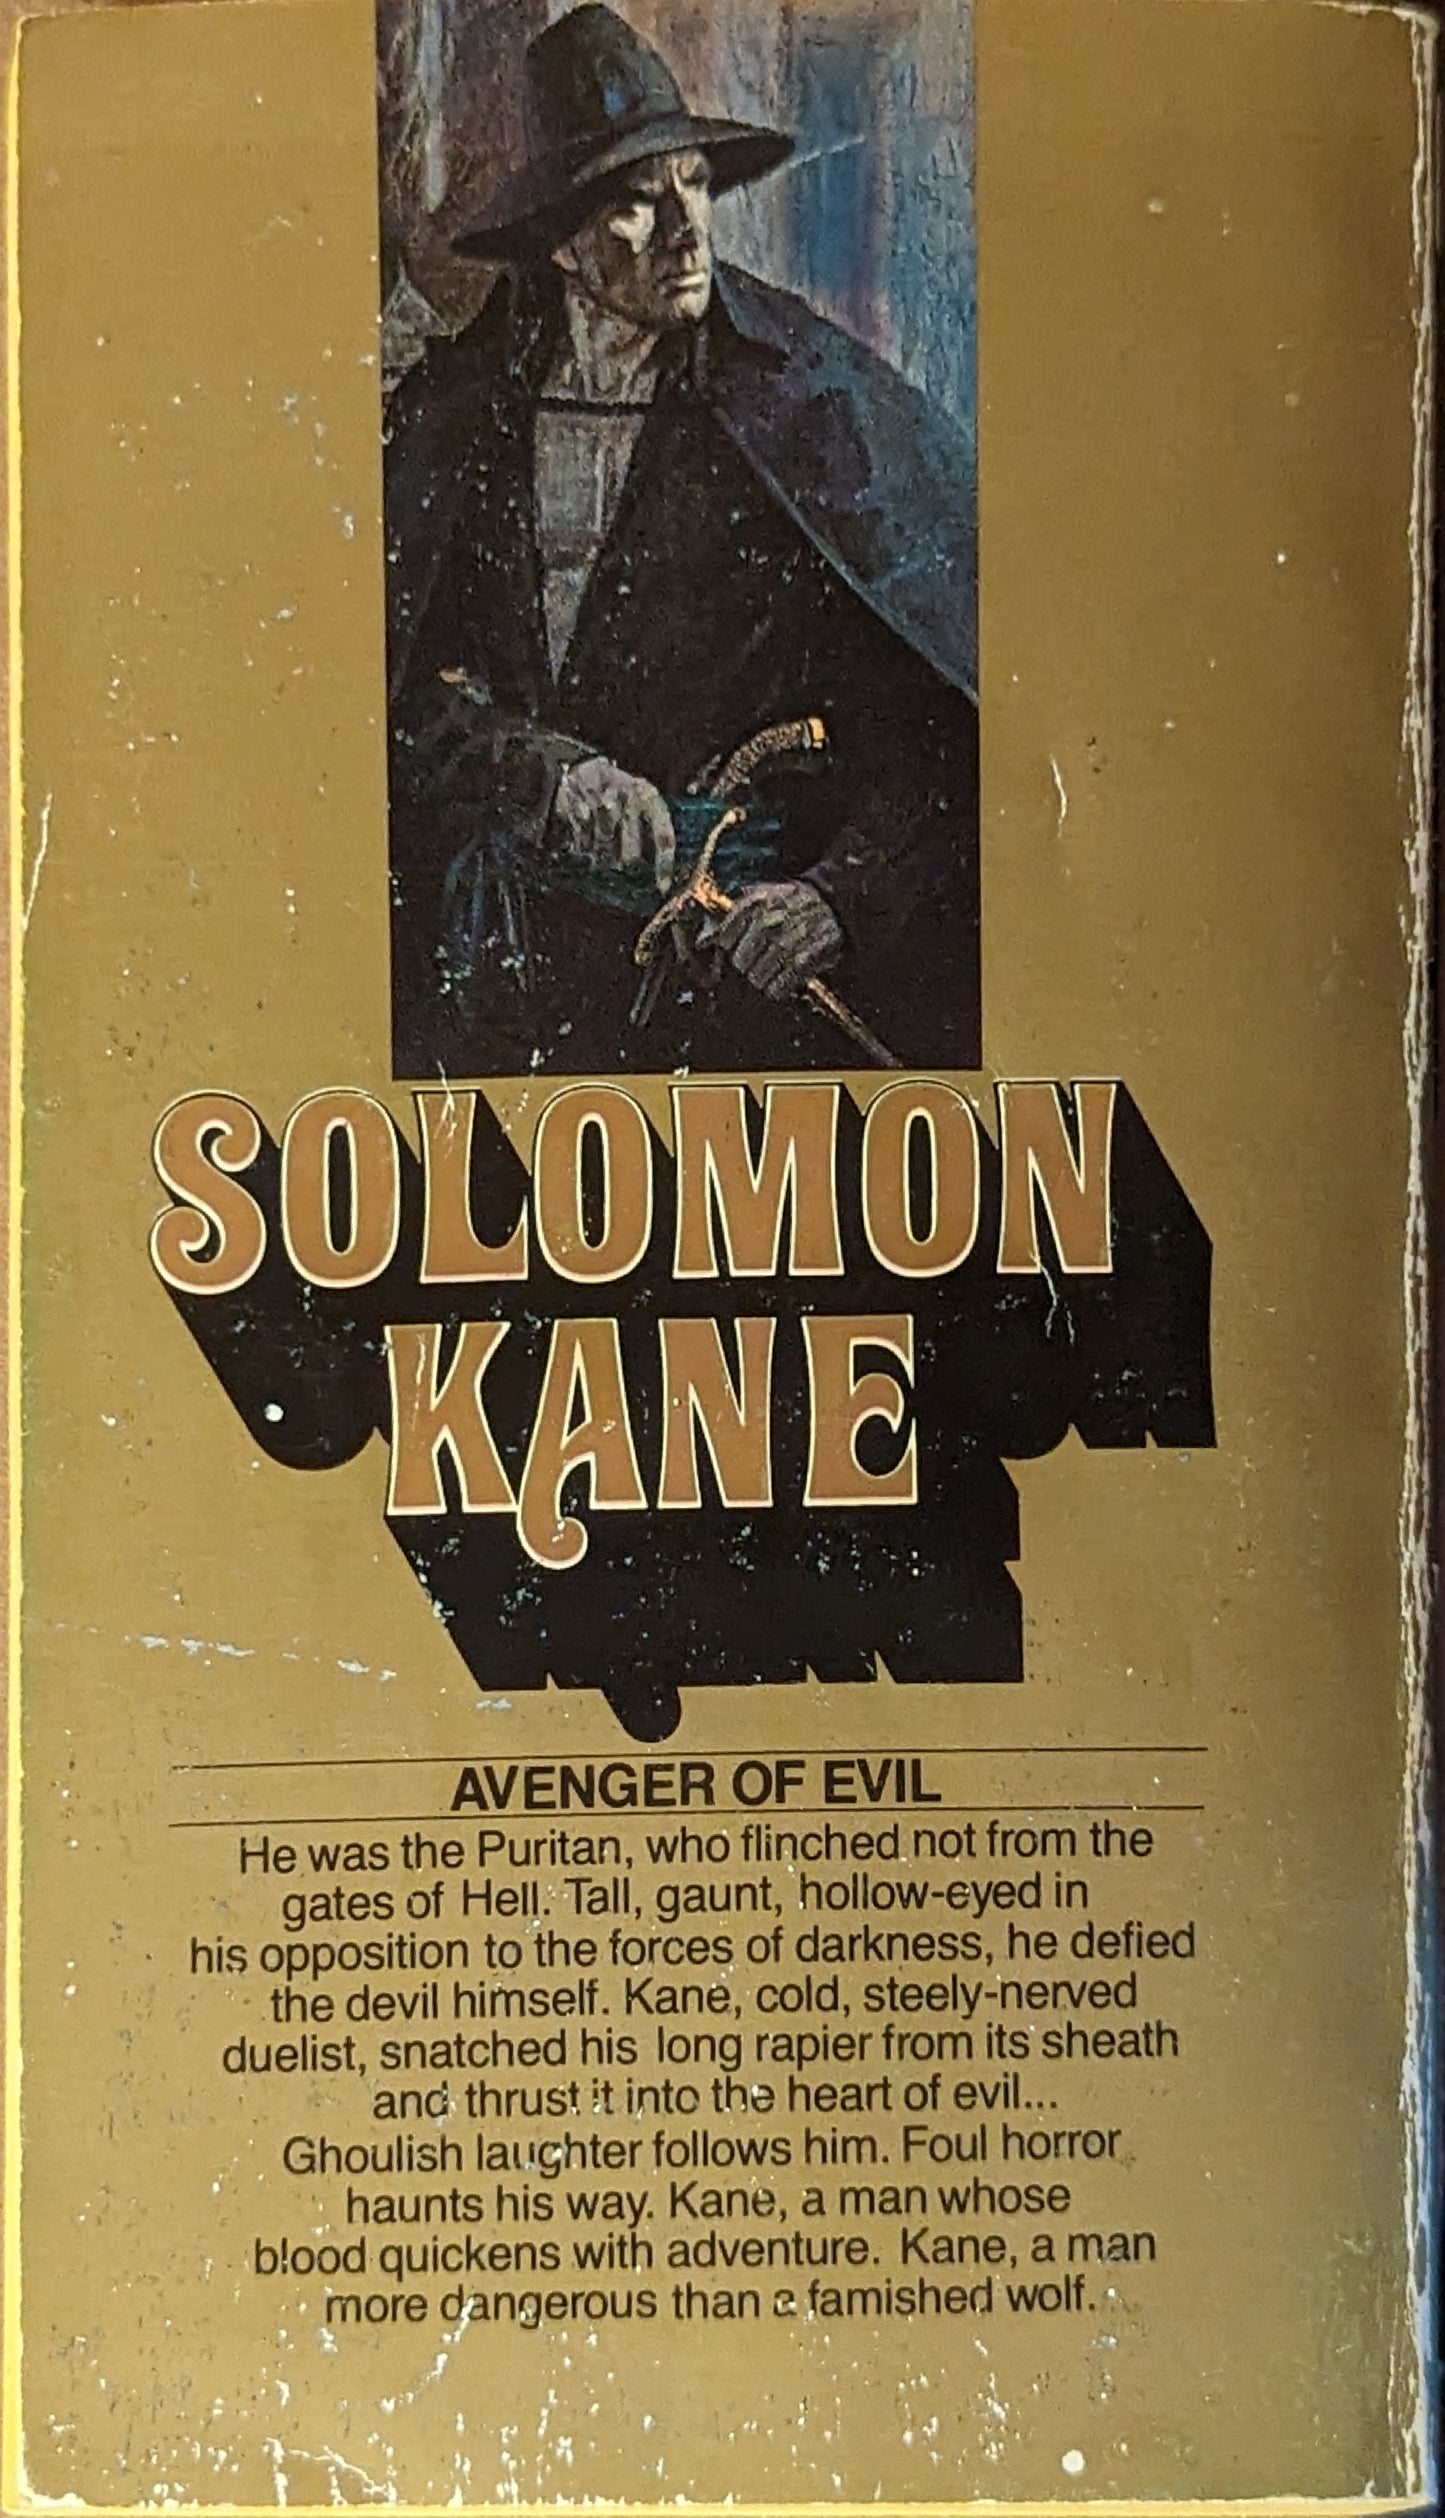 SOLOMON
KANE
AVENGER OF EVIL
He was the Puritan, who flinched not from the
gates of Hell. Tall, gaunt, hollow-eyed in
his opposition to the forces of darkness, he defied
the devil himself. Kane, cold, steely-nerved
duelist, snatched his long rapier from its sheath
and thrust it into the heart of evil...
Ghoulish laughter follows him. Foul horror
haunts his way. Kane, a man whose
blood quickens with adventure. Kane, a man
more dangerous than a famished wolf.